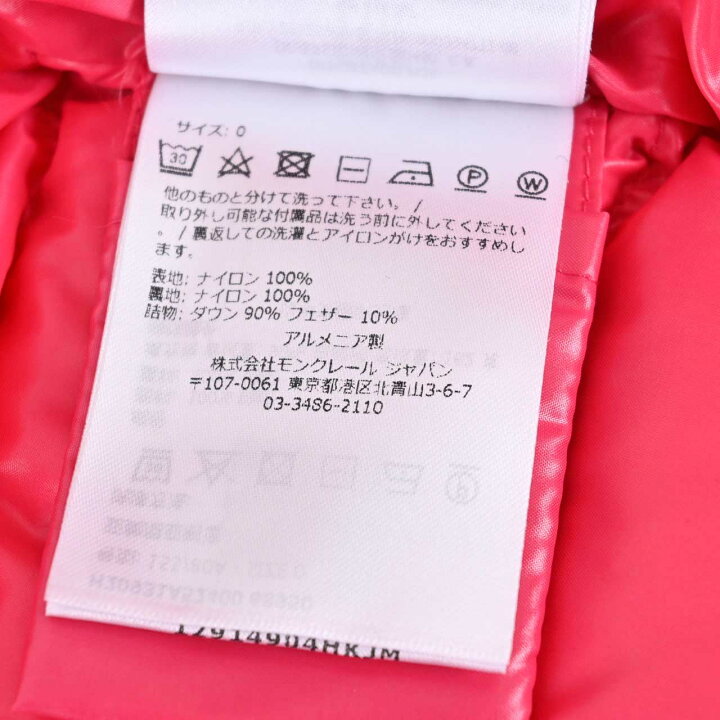 サイズ: 0
30
P
W
他のものと分けて洗って下さい。/
取り外し可能な付属品は洗う前に外してください
。/ 裏返しての洗濯とアイロンがけをおすすめし
ます。
表地: ナイロン 100%
裏地: ナイロン 100%
詰物: ダウン 90% フェザー 10%
アルメニア製
株式会社モンクレール ジャパン
〒107-0061 東京都港区北青山3-6-7
03-3486-2110